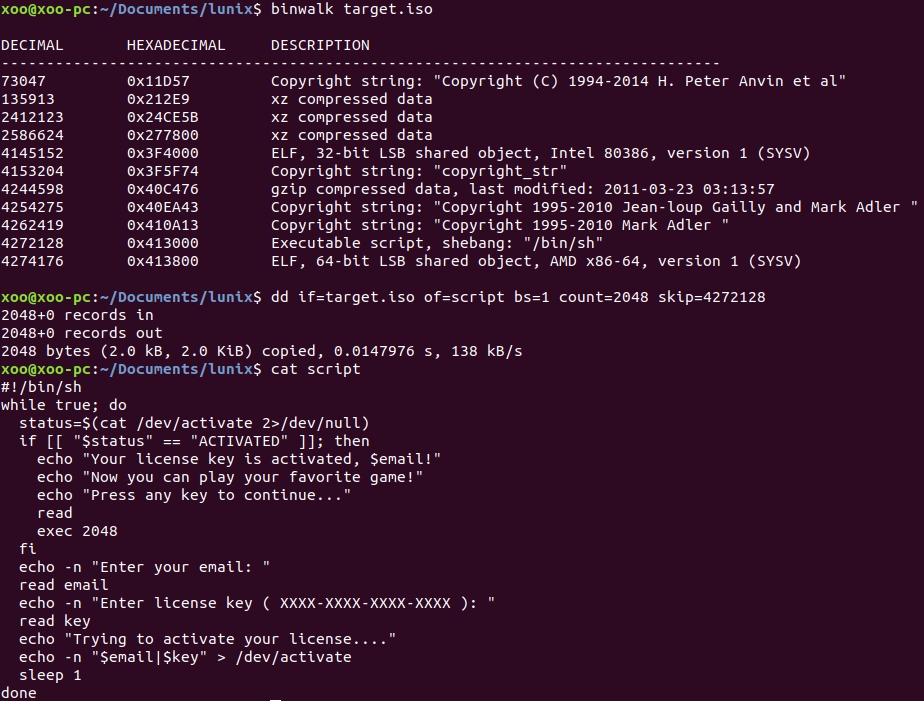 xoo@xoo-pc:~/Documents/lunix$ binwalk target.iso
DECIMAL       HEXADECIMAL     DESCRIPTION
--------------------------------------------------------------------------------
73047         0x11D57         Copyright string: "Copyright (C) 1994-2014 H. Peter Anvin et al"
135913        0x212E9         xz compressed data
2412123       0x24CE5B        xz compressed data
2586624       0x277800        xz compressed data
4145152       0x3F4000        ELF, 32-bit LSB shared object, Intel 80386, version 1 (SYSV)
4153204       0x3F5F74        Copyright string: "copyright_str"
4244598       0x40C476        gzip compressed data, last modified: 2011-03-23 03:13:57
4254275       0x40EA43        Copyright string: "Copyright 1995-2010 Jean-loup Gailly and Mark Adler "
4262419       0x410A13        Copyright string: "Copyright 1995-2010 Mark Adler "
4272128       0x413000        Executable script, shebang: "/bin/sh"
4274176       0x413800        ELF, 64-bit LSB shared object, AMD x86-64, version 1 (SYSV)
xoo@xoo-pc:~/Documents/lunix$ dd if=target.iso of=script bs=1 count=2048 skip=4272128
2048+0 records in
2048+0 records out
2048 bytes (2.0 kB, 2.0 KiB) copied, 0.0147976 s, 138 kB/s
xoo@xoo-pc:~/Documents/lunix$ cat script
#!/bin/sh
while true; do
  status=$(cat /dev/activate 2>/dev/null)
  if [[ "$status" == "ACTIVATED" ]]; then
    echo "Your license key is activated, $email!"
    echo "Now you can play your favorite game!"
    echo "Press any key to continue..."
    read
    exec 2048
  fi
  echo -n "Enter your email: "
  read email
  echo -n "Enter license key ( XXXX-XXXX-XXXX-XXXX ): "
  read key
  echo "Trying to activate your license...."
  echo -n "$email|$key" > /dev/activate
  sleep 1
done